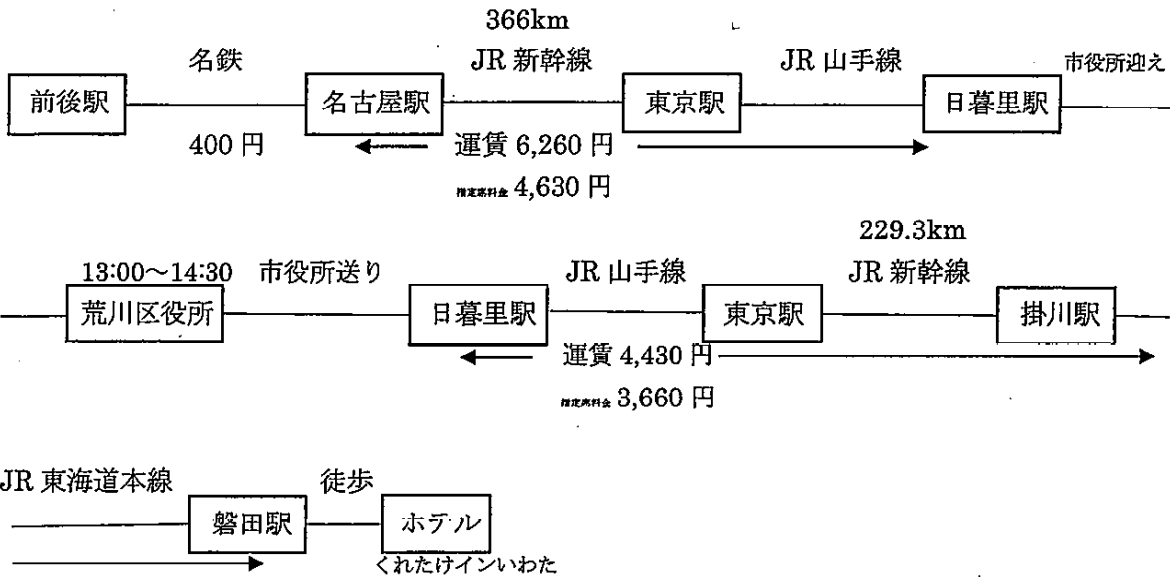 366km
名鉄 JR 新幹線 JR 山手線 市役所迎え
前後駅 名古屋駅 東京駅 日暮里駅
400 円 運賃 6,260 円
指定席料金 4,630 円
229.3km
13:00~14:30 市役所送り JR 山手線 JR 新幹線
荒川区役所 日暮里駅 東京駅 掛川駅
運賃 4,430 円
指定席料金 3,660 円
JR 東海道本線 徒歩
磐田駅 ホテル
くれたけインいわた